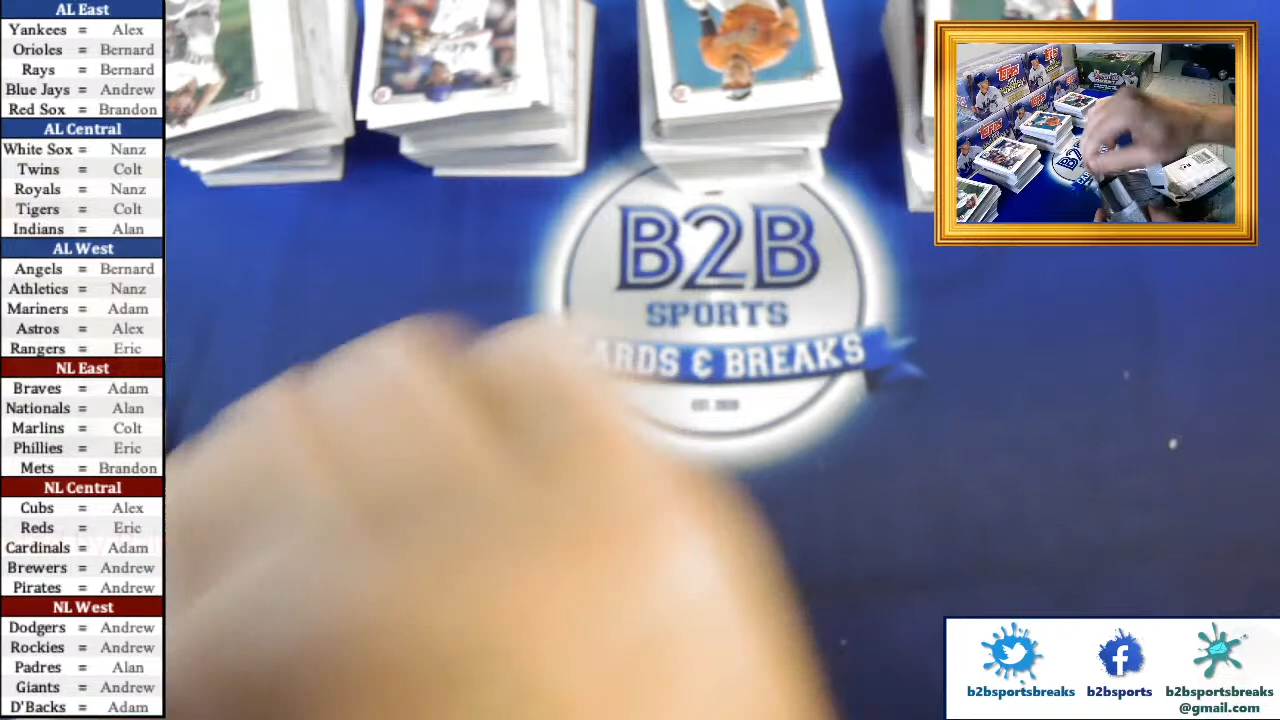 AL East
Yankees = Alex
Orioles = Bernard
Rays = Bernard
Blue Jays = Andrew
Red Sox = Brandon
AL Central
White Sox = Nanz
Twins = Colt
Royals = Nanz
Tigers = Colt
Indians = Alan
AL West
Angels = Bernard
Athletics = Nanz
Mariners = Adam
Astros = Alex
Rangers = Eric
NL East
Braves = Adam
Nationals = Alan
Marlins = Colt
Phillies = Eric
Mets = Brandon
NL Central
Cubs = Alex
Reds = Eric
Cardinals = Adam
Brewers = Andrew
Pirates = Andrew
NL West
Dodgers = Andrew
Rockies = Andrew
Padres = Alan
Giants = Andrew
D'Backs = Adam
B2B
SPORTS
ARDS & BREAKS
TOPPS
TOPPS
b2bsportsbreaks
b2bsports
b2bsportsbreaks
@gmail.com